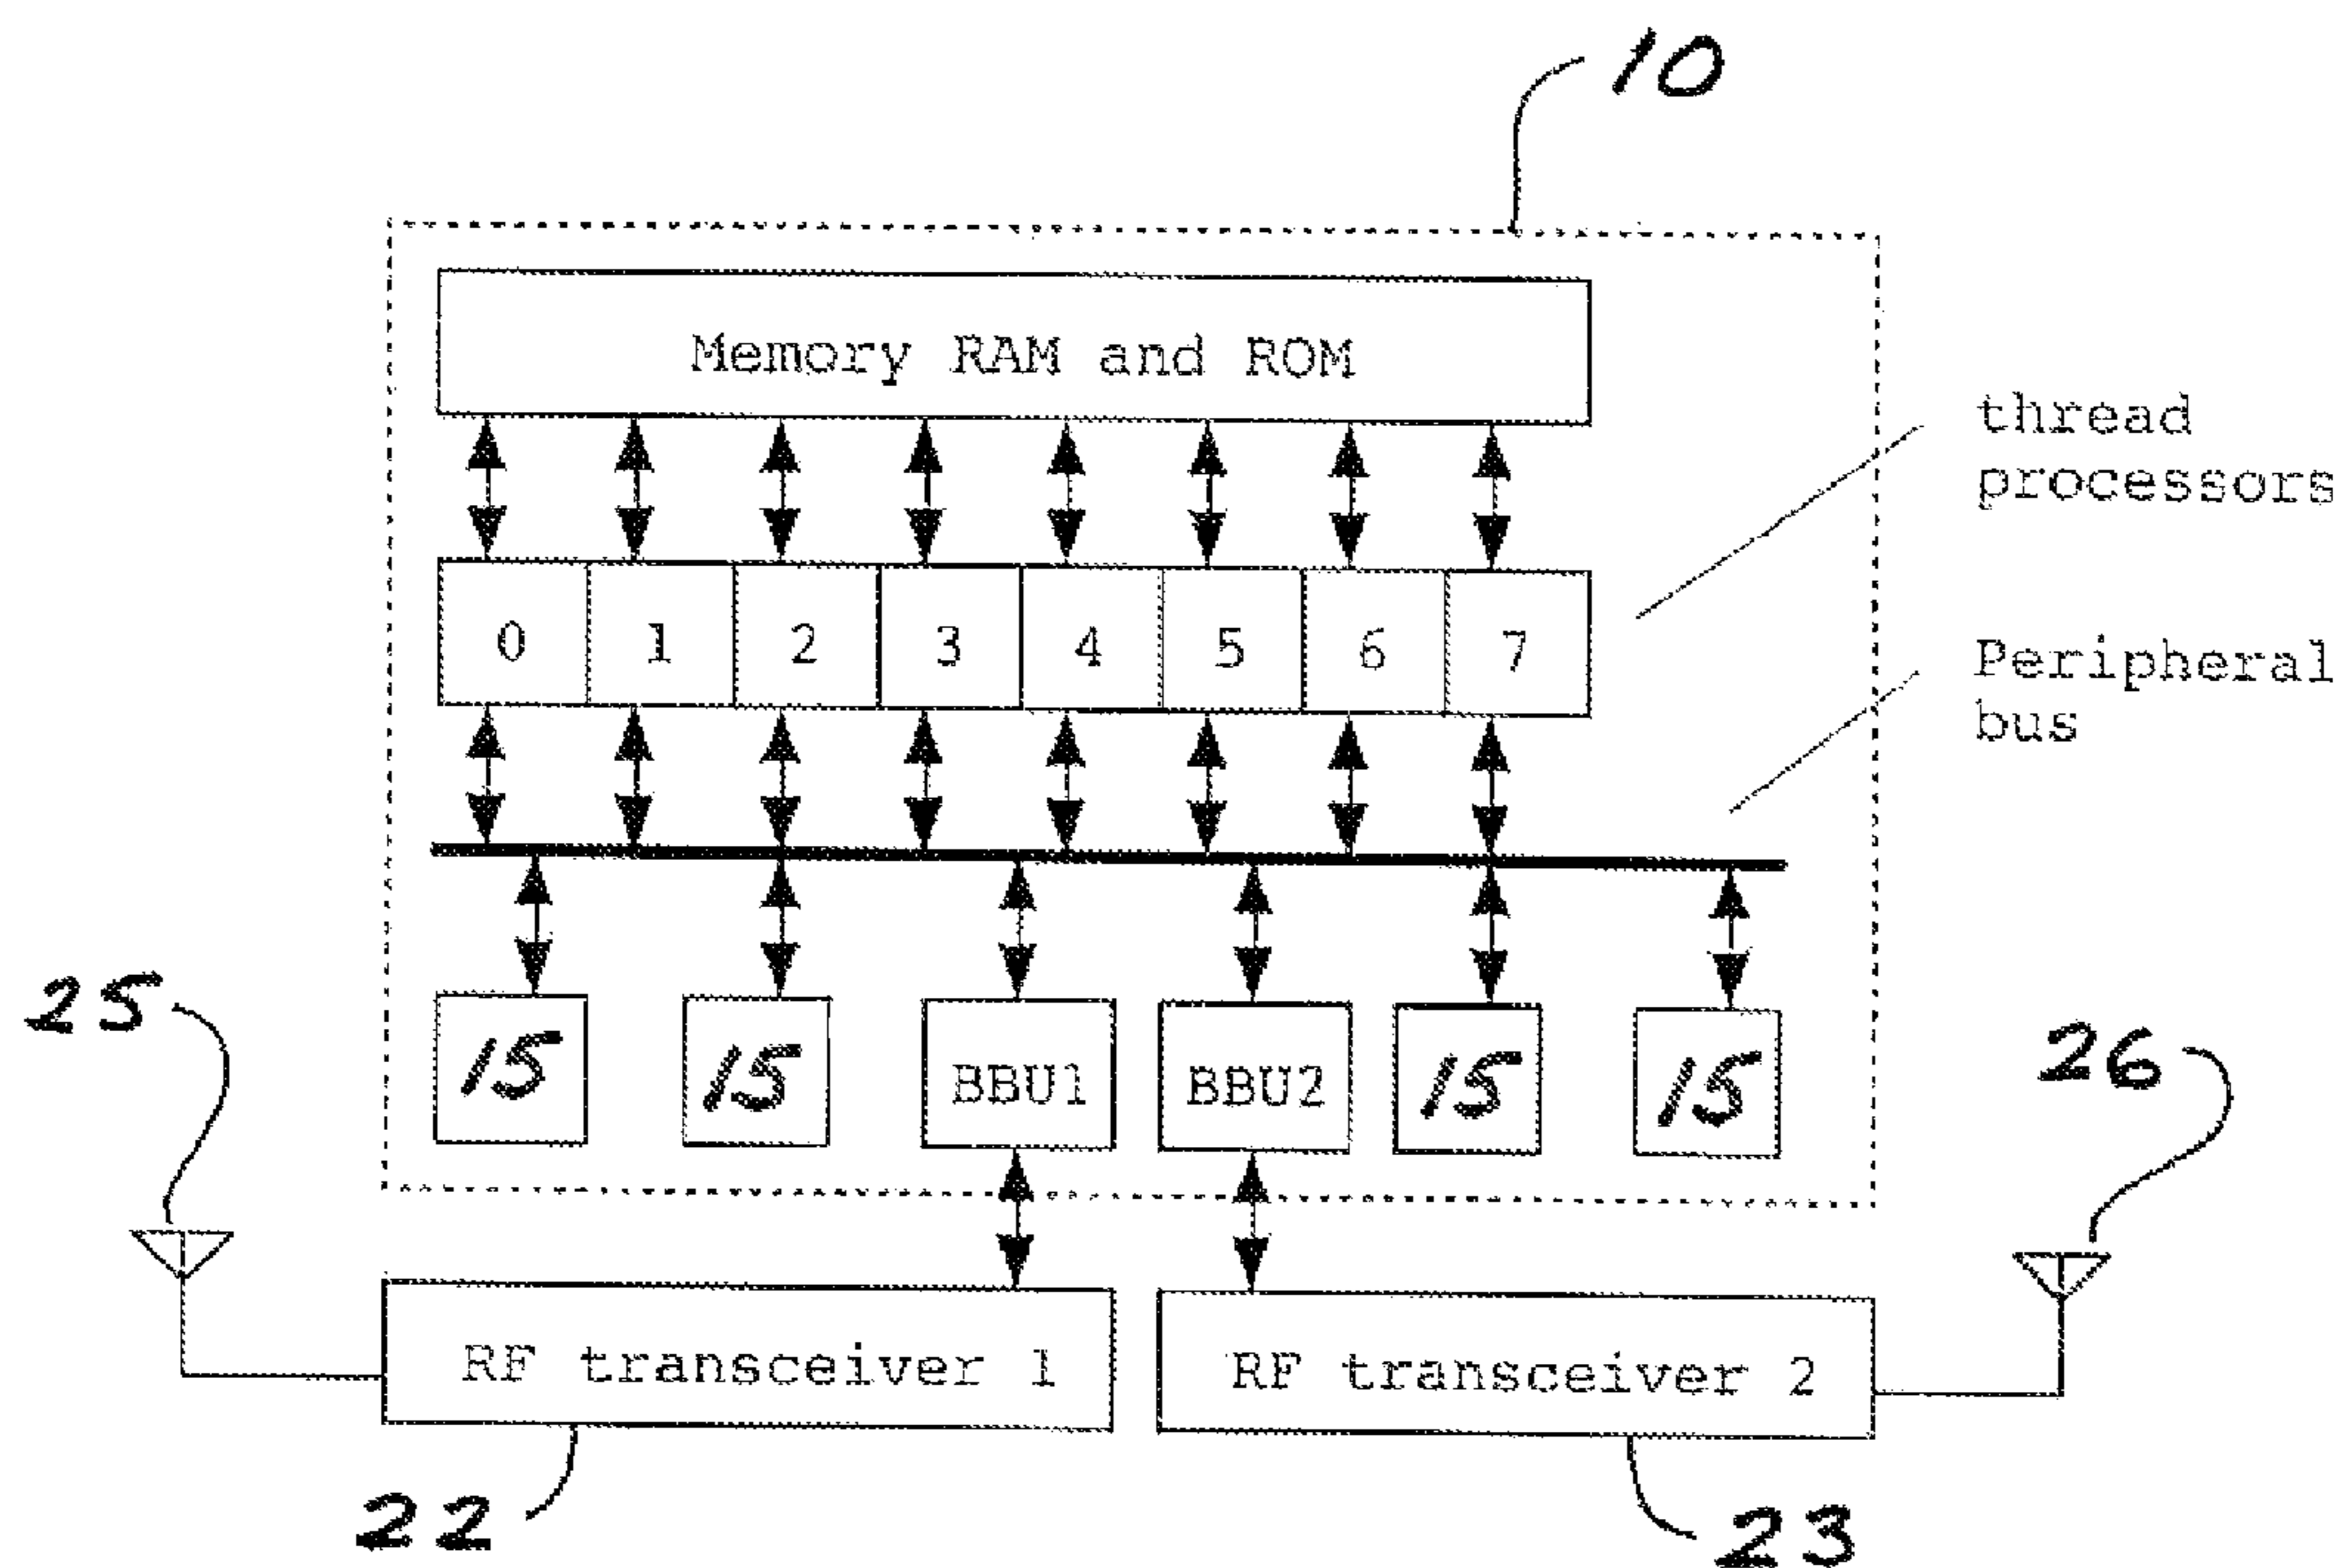 10
Memory RAM and ROM
thread
processors
0 1 2 3 4 5 6 7
Peripheral
bus
25
15 15 BBU1 BBU2 15 15
26
RF transceiver 1
RF transceiver 2
22
23